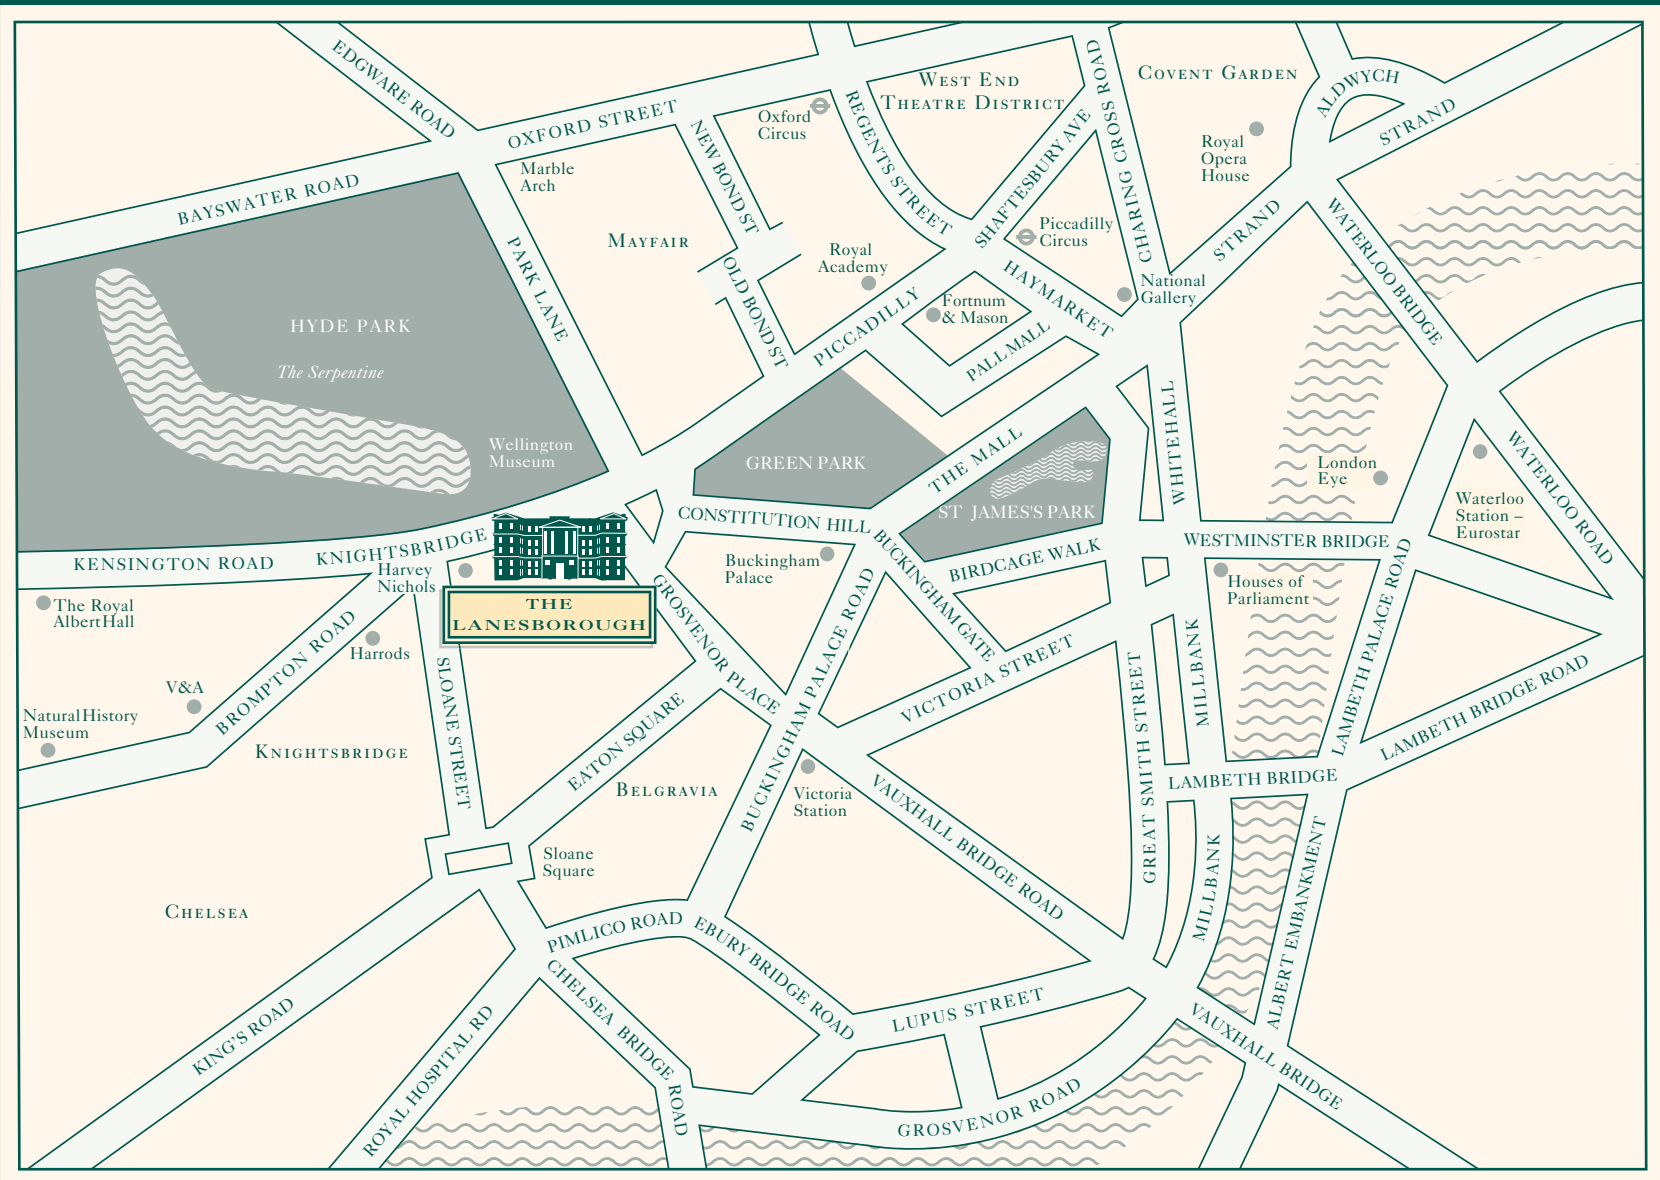 EDGWARE ROAD
OXFORD STREET
BAYSWATER ROAD
Marble
Arch
NEW BOND ST
Oxford
Circus
REGENTS STREET
WEST END
THEATRE DISTRICT
SHAFTESBURY AVE
CHARING CROSS ROAD
COVENT GARDEN
Royal
Opera
House
ALDWYCH
STRAND
STRAND
WATERLOO BRIDGE
PARK LANE
MAYFAIR
OLD BOND ST
Royal
Academy
Piccadilly
Circus
HAYMARKET
National
Gallery
HYDE PARK
The Serpentine
PICCADILLY
Fortnum
& Mason
PALL MALL
Wellington
Museum
GREEN PARK
THE MALL
ST JAMES'S PARK
WHITEHALL
London
Eye
Waterloo
Station –
Eurostar
WATERLOO ROAD
KENSINGTON ROAD
KNIGHTSBRIDGE
CONSTITUTION HILL
BUCKINGHAM GATE
BIRDCAGE WALK
WESTMINSTER BRIDGE
Harvey
Nichols
THE
LANESBOROUGH
Buckingham
Palace
Houses of
Parliament
The Royal
Albert Hall
BROMPTON ROAD
Harrods
GROSVENOR PLACE
BUCKINGHAM PALACE ROAD
VICTORIA STREET
GREAT SMITH STREET
MILLBANK
LAMBETH PALACE ROAD
LAMBETH BRIDGE ROAD
V&A
Natural History
Museum
KNIGHTSBRIDGE
SLOANE STREET
EATON SQUARE
BELGRAVIA
Victoria
Station
VAUXHALL BRIDGE ROAD
LAMBETH BRIDGE
MILLBANK
ALBERT EMBANKMENT
Sloane
Square
CHELSEA
PIMLICO ROAD
EBURY BRIDGE ROAD
KING'S ROAD
ROYAL HOSPITAL RD
CHELSEA BRIDGE ROAD
LUPUS STREET
GROSVENOR ROAD
VAUXHALL BRIDGE